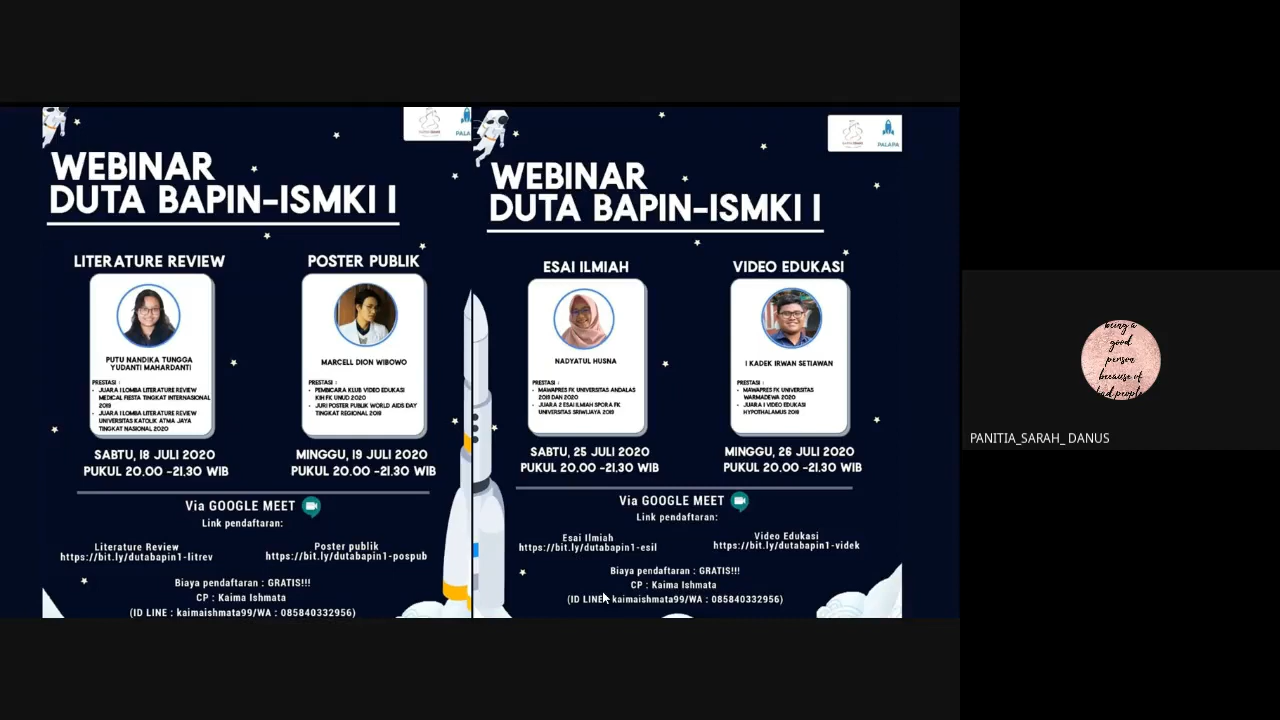 WEBINAR
DUTA BAPIN-ISMKI I
LITERATURE REVIEW
POSTER PUBLIK
PUTU NANDIKA TUNGGA
YUDANTI MAHARDANTI
PRESTASI :
• JUARA I LOMBA LITERATURE REVIEW
MEDICAL FIESTA TINGKAT INTERNASIONAL
2019
• JUARA I LOMBA LITERATURE REVIEW
UNIVERSITAS KATOLIK ATMA JAYA
TINGKAT NASIONAL 2020
MARCELL DION WIBOWO
PRESTASI :
• PEMBICARA KLUB VIDEO EDUKASI
KIH FK UNUD 2020
• JURI POSTER PUBLIK WORLD AIDS DAY
TINGKAT REGIONAL 2018
SABTU, 18 JULI 2020
PUKUL 20.00 -21.30 WIB
MINGGU, 19 JULI 2020
PUKUL 20.00 -21.30 WIB
Via GOOGLE MEET
Link pendaftaran:
Literature Review
https://bit.ly/dutabapin1-litrev
Poster publik
https://bit.ly/dutabapin1-pospub
Biaya pendaftaran : GRATIS!!!
CP : Kaima Ishmata
(ID LINE : kaimaishmata99/WA : 085840332956)
PALAPA
WEBINAR
DUTA BAPIN-ISMKI I
ESAI ILMIAH
VIDEO EDUKASI
NADYATUL HUSNA
PRESTASI :
• MAWAPRES FK UNIVERSITAS ANDALAS
2019 DAN 2020
• JUARA 2 ESAI ILMIAH SPORA FK
UNIVERSITAS SRIWIJAYA 2019
I KADEK IRWAN SETIAWAN
PRESTASI :
• MAWAPRES FK UNIVERSITAS
WARMADEWA 2020
• JUARA 1 VIDEO EDUKASI
HYPOTHALAMUS 2019
SABTU, 25 JULI 2020
PUKUL 20.00 -21.30 WIB
MINGGU, 26 JULI 2020
PUKUL 20.00 -21.30 WIB
Via GOOGLE MEET
Link pendaftaran:
Esai Ilmiah
https://bit.ly/dutabapin1-esil
Video Edukasi
https://bit.ly/dutabapin1-videk
Biaya pendaftaran : GRATIS!!!
CP : Kaima Ishmata
(ID LINE : kaimaishmata99/WA : 085840332956)
being a
good
person
because of
PANITIA_SARAH_ DANUS